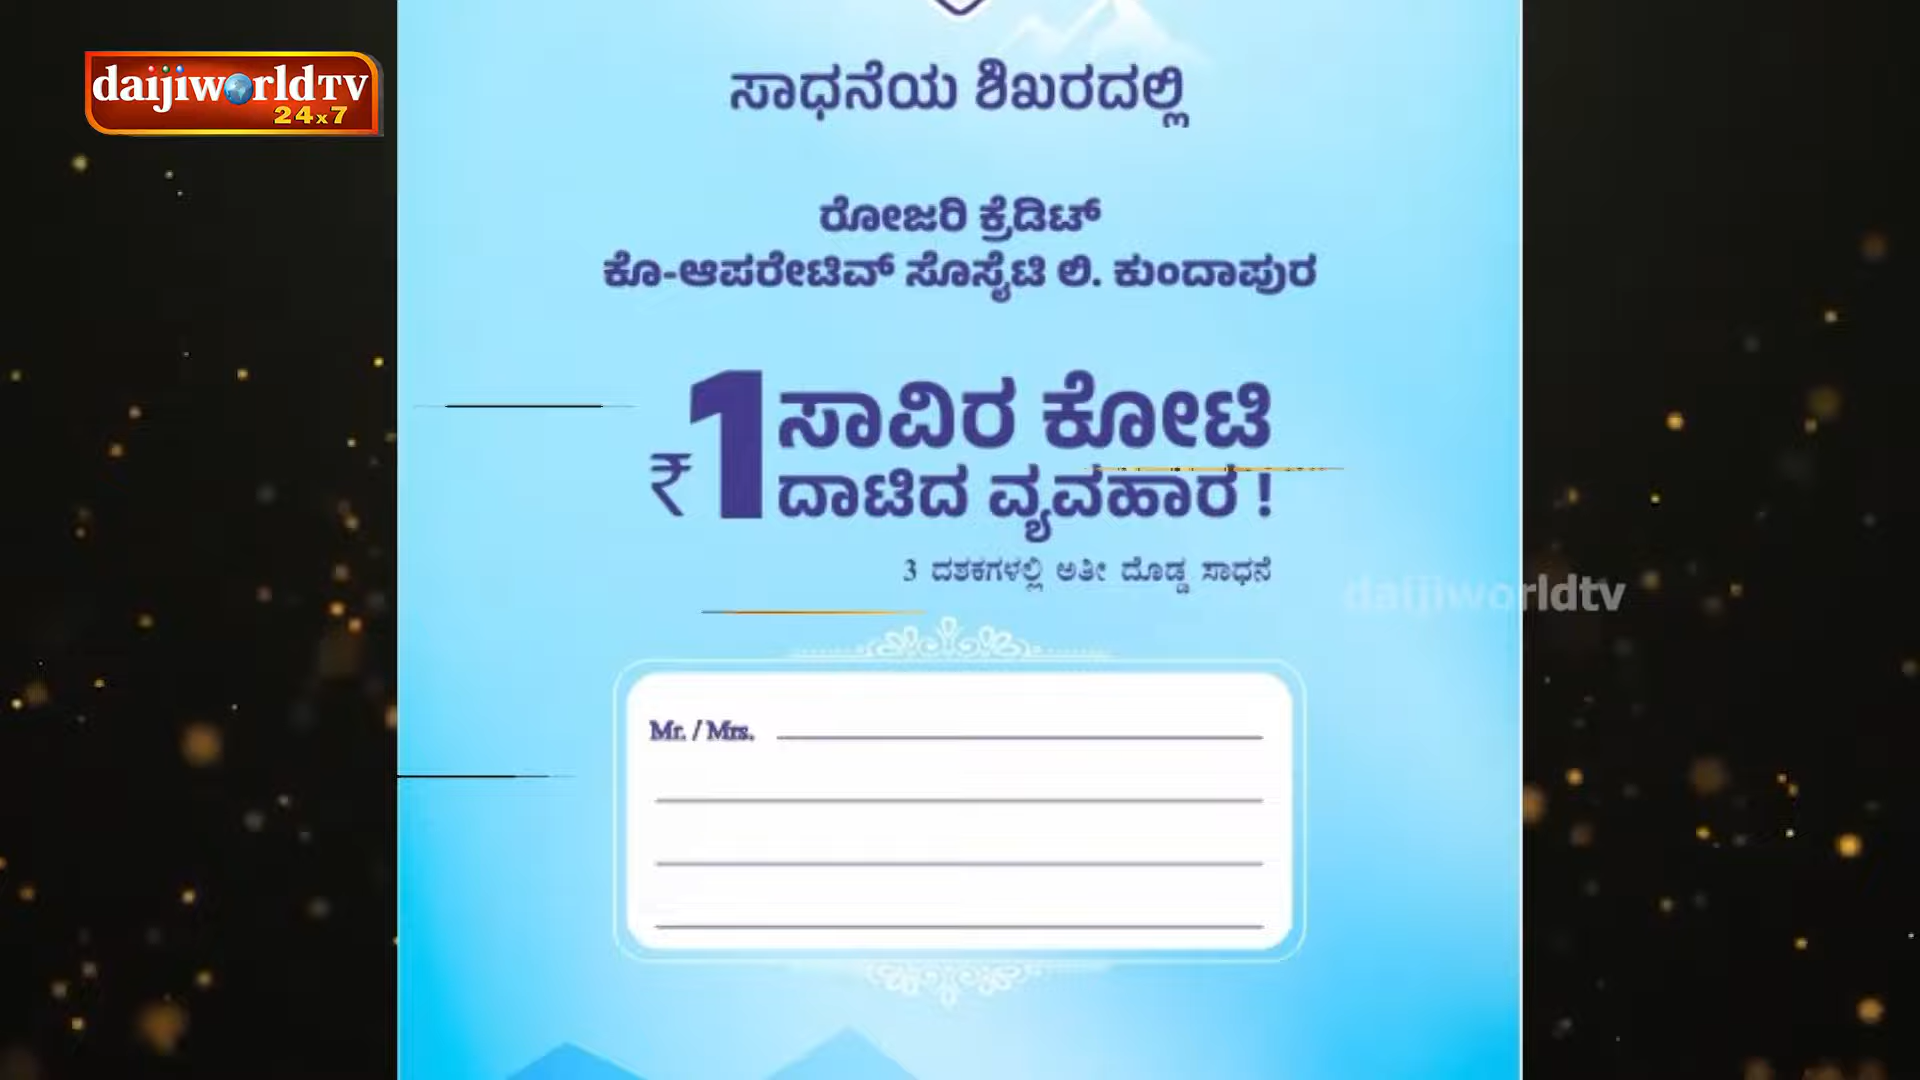 daijiworldTV
24x7
ಸಾಧನೆಯ ಶಿಖರದಲ್ಲಿ
ರೋಜರಿ ಕ್ರೆಡಿಟ್
ಕೊ-ಆಪರೇಟಿವ್ ಸೊಸೈಟಿ ಲಿ. ಕುಂದಾಪುರ
₹1 ಸಾವಿರ ಕೋಟಿ
ದಾಟಿದ ವ್ಯವಹಾರ !
3 ದಶಕಗಳಲ್ಲಿ ಅತೀ ದೊಡ್ಡ ಸಾಧನೆ
daijiworldtv
Mr. / Mrs.